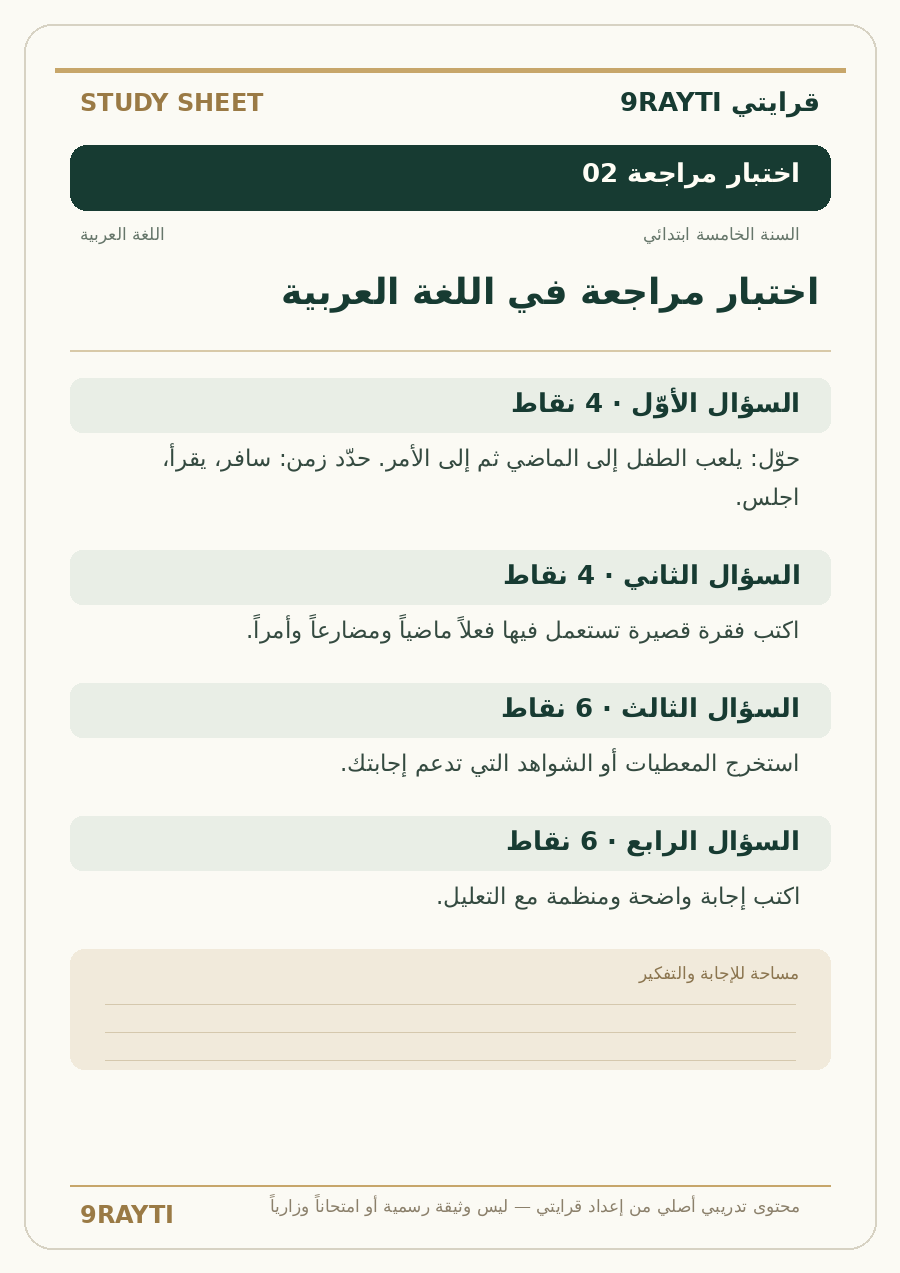 قرايتي 9RAYTI
STUDY SHEET
اختبار مراجعة 02
السنة الخامسة ابتدائي
اللغة العربية
اختبار مراجعة في اللغة العربية
السؤال الأوّل · 4 نقاط
حوّل: يلعب الطفل إلى الماضي ثم إلى الأمر. حدّد زمن: سافر، يقرأ،
اجلس.
السؤال الثاني · 4 نقاط
اكتب فقرة قصيرة تستعمل فيها فعلاً ماضياً ومضارعاً وأمراً.
السؤال الثالث · 6 نقاط
استخرج المعطيات أو الشواهد التي تدعم إجابتك.
السؤال الرابع · 6 نقاط
اكتب إجابة واضحة ومنظمة مع التعليل.
مساحة للإجابة والتفكير
محتوى تدريبي أصلي من إعداد قرايتي — ليس وثيقة رسمية أو امتحاناً وزارياً
9RAYTI